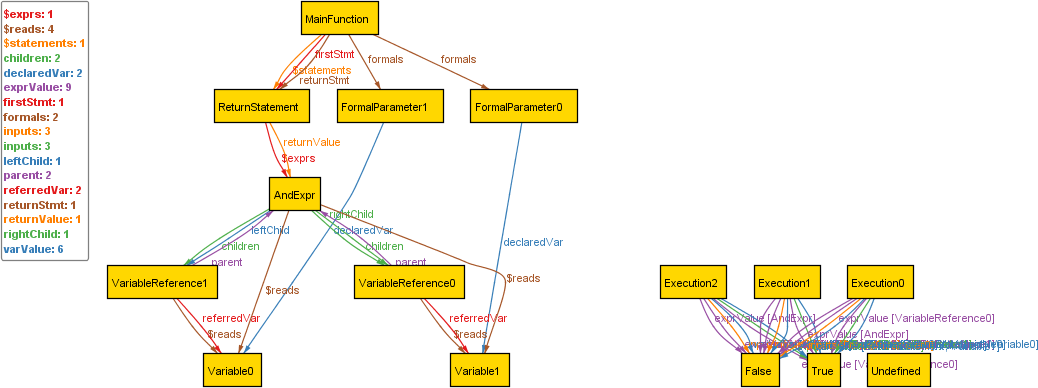 $exprs: 1
$reads: 4
$statements: 1
children: 2
declaredVar: 2
exprValue: 9
firstStmt: 1
formals: 2
inputs: 3
inputs: 3
leftChild: 1
parent: 2
referredVar: 2
returnStmt: 1
returnValue: 1
rightChild: 1
varValue: 6
MainFunction
firstStmt
formals
formals
$statements
returnStmt
ReturnStatement
FormalParameter1
FormalParameter0
returnValue
$exprs
AndExpr
rightChild
leftChild
declaredVar
children
children
declaredVar
parent
parent
VariableReference1
VariableReference0
$reads
$reads
Execution2
Execution1
Execution0
referredVar
referredVar
exprValue [AndExpr]
exprValue [VariableReference0]
$reads
$reads
exprValue [AndExpr]
Variable0
Variable1
False
True
Undefined